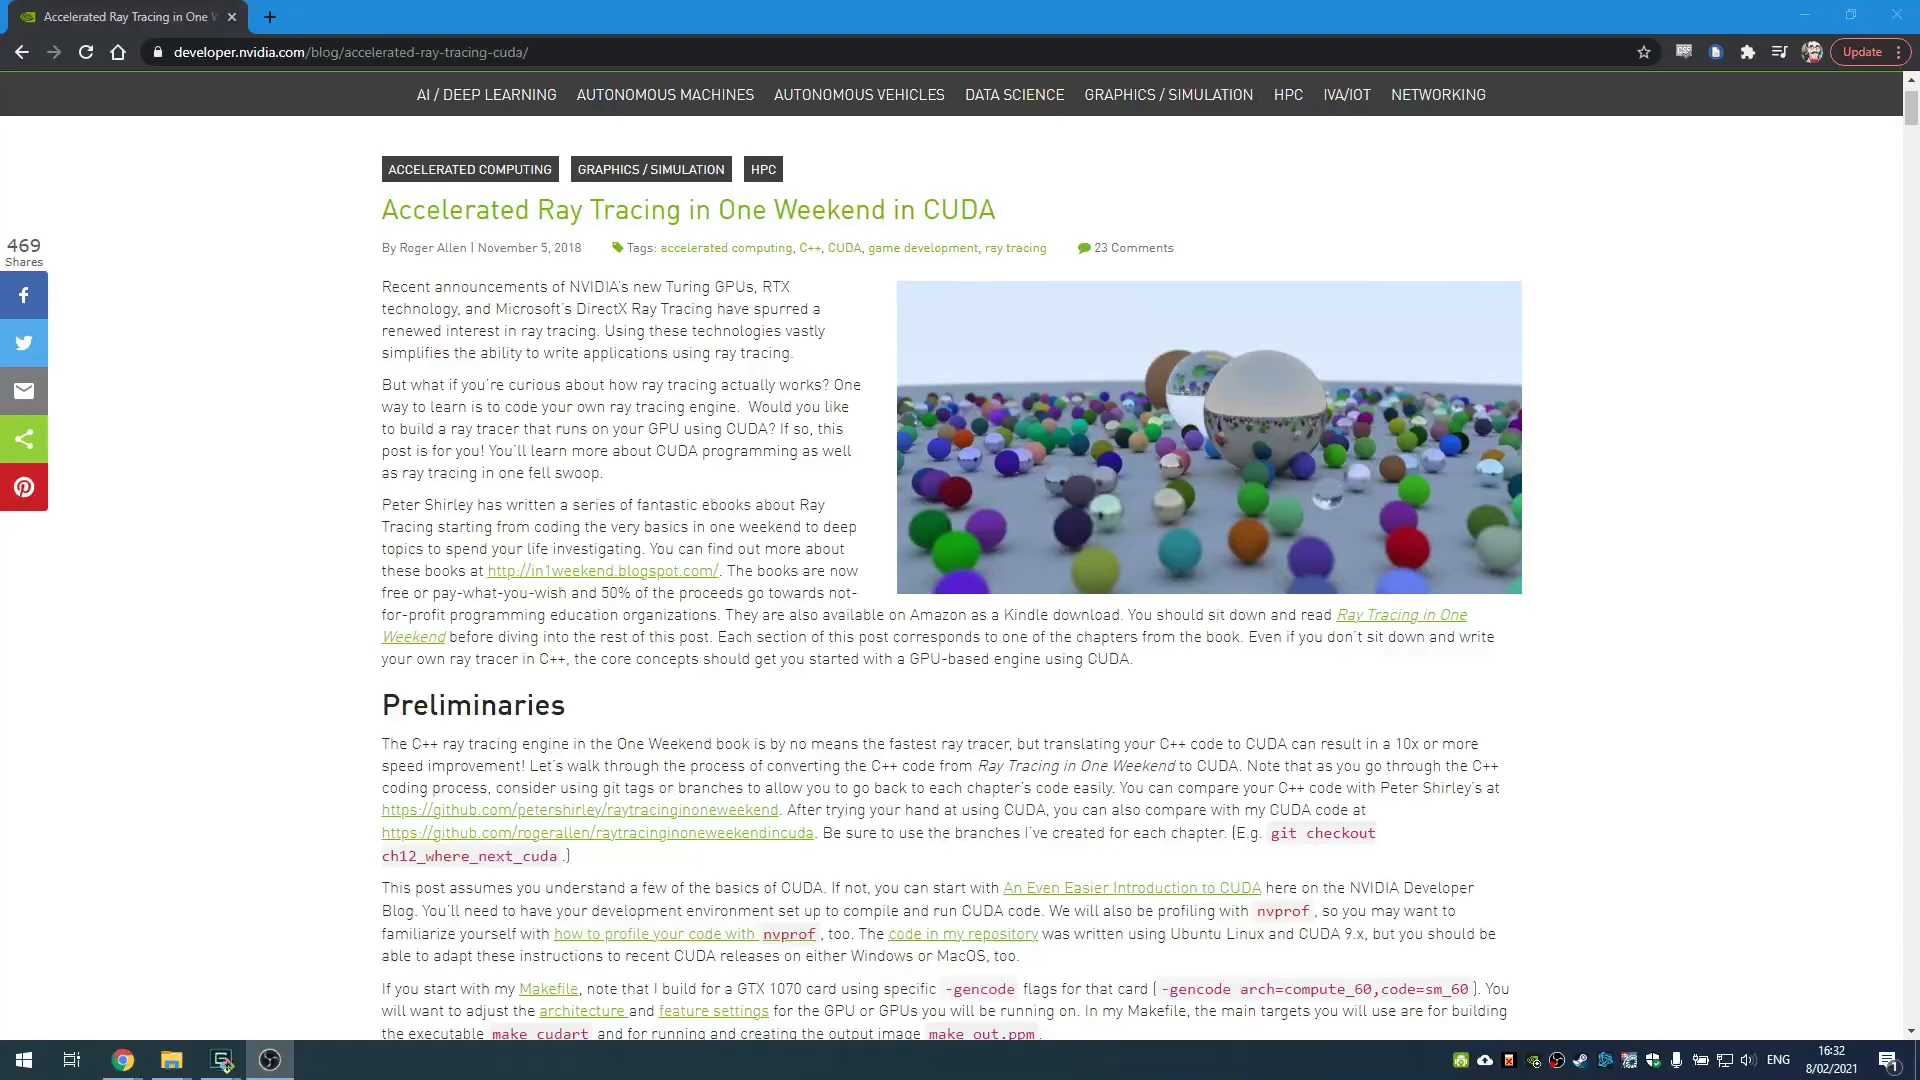 Accelerated Ray Tracing in One W
developer.nvidia.com/blog/accelerated-ray-tracing-cuda/
Update
AI / DEEP LEARNING AUTONOMOUS MACHINES AUTONOMOUS VEHICLES DATA SCIENCE GRAPHICS / SIMULATION HPC IVA/IOT NETWORKING
ACCELERATED COMPUTING GRAPHICS / SIMULATION HPC
Accelerated Ray Tracing in One Weekend in CUDA
By Roger Allen | November 5, 2018 Tags: accelerated computing, C++, CUDA, game development, ray tracing 23 Comments
469
Shares
Recent announcements of NVIDIA's new Turing GPUs, RTX
technology, and Microsoft's DirectX Ray Tracing have spurred a
renewed interest in ray tracing. Using these technologies vastly
simplifies the ability to write applications using ray tracing.
But what if you're curious about how ray tracing actually works? One
way to learn is to code your own ray tracing engine. Would you like
to build a ray tracer that runs on your GPU using CUDA? If so, this
post is for you! You'll learn more about CUDA programming as well
as ray tracing in one fell swoop.
Peter Shirley has written a series of fantastic ebooks about Ray
Tracing starting from coding the very basics in one weekend to deep
topics to spend your life investigating. You can find out more about
these books at http://in1weekend.blogspot.com/. The books are now
free or pay-what-you-wish and 50% of the proceeds go towards not-
for-profit programming education organizations. They are also available on Amazon as a Kindle download. You should sit down and read Ray Tracing in One
Weekend before diving into the rest of this post. Each section of this post corresponds to one of the chapters from the book. Even if you don't sit down and write
your own ray tracer in C++, the core concepts should get you started with a GPU-based engine using CUDA.
Preliminaries
The C++ ray tracing engine in the One Weekend book is by no means the fastest ray tracer, but translating your C++ code to CUDA can result in a 10x or more
speed improvement! Let's walk through the process of converting the C++ code from Ray Tracing in One Weekend to CUDA. Note that as you go through the C++
coding process, consider using git tags or branches to allow you to go back to each chapter's code easily. You can compare your C++ code with Peter Shirley's at
https://github.com/petershirley/raytracinginoneweekend. After trying your hand at using CUDA, you can also compare with my CUDA code at
https://github.com/rogerallen/raytracinginoneweekendincuda. Be sure to use the branches I've created for each chapter. (E.g. git checkout
ch12_where_next_cuda .)
This post assumes you understand a few of the basics of CUDA. If not, you can start with An Even Easier Introduction to CUDA here on the NVIDIA Developer
Blog. You'll need to have your development environment set up to compile and run CUDA code. We will also be profiling with nvprof , so you may want to
familiarize yourself with how to profile your code with nvprof , too. The code in my repository was written using Ubuntu Linux and CUDA 9.x, but you should be
able to adapt these instructions to recent CUDA releases on either Windows or MacOS, too.
If you start with my Makefile, note that I build for a GTX 1070 card using specific -gencode flags for that card ( -gencode arch=compute_60,code=sm_60 ). You
will want to adjust the architecture and feature settings for the GPU or GPUs you will be running on. In my Makefile, the main targets you will use are for building
the executable make cudart and for running and creating the output image make out.ppm .
ENG
16:32
8/02/2021
1